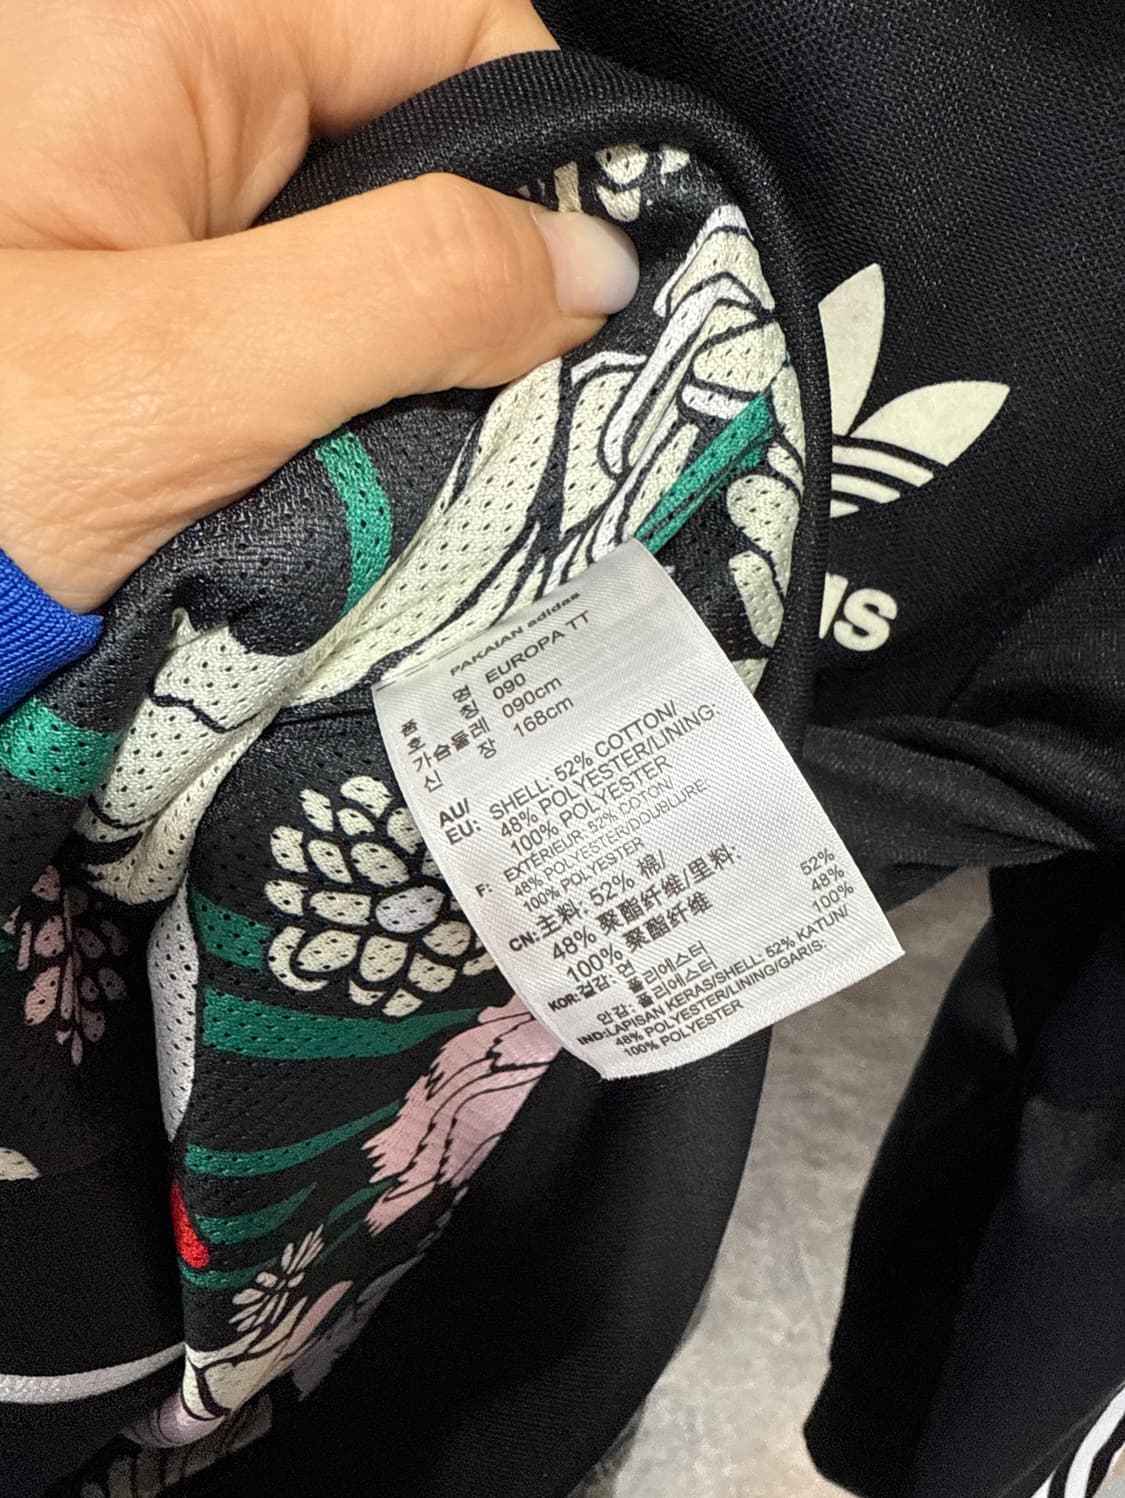 PAKAIAN adidas
품 명 EUROPA TT
호 칭 090
가슴둘레 090cm
신 장 168cm
AU/
EU: SHELL: 52% COTTON/
48% POLYESTER/LINING:
100% POLYESTER
F: EXTÉRIEUR: 52% COTON/
48% POLYESTER/DOUBLURE:
100% POLYESTER
CN:主料: 52% 棉/
48% 聚酯纤维/里料:
100% 聚酯纤维
KOR:겉감: 면 52%
폴리에스터 48%
안감: 폴리에스터 100%
IND:LAPISAN KERAS/SHELL: 52% KATUN/
48% POLYESTER/LINING/GARIS:
100% POLYESTER
as